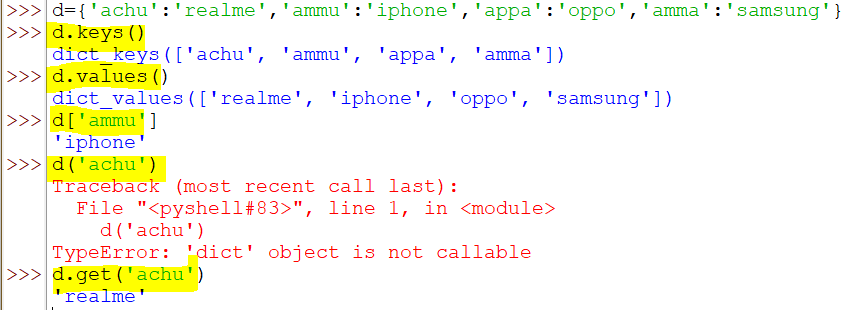 >>> d={'achu':'realme','ammu':'iphone','appa':'oppo','amma':'samsung'}
>>> d.keys()
dict_keys(['achu', 'ammu', 'appa', 'amma'])
>>> d.values()
dict_values(['realme', 'iphone', 'oppo', 'samsung'])
>>> d['ammu']
'iphone'
>>> d('achu')
Traceback (most recent call last):
  File "<pyshell#83>", line 1, in <module>
    d('achu')
TypeError: 'dict' object is not callable
>>> d.get('achu')
'realme'